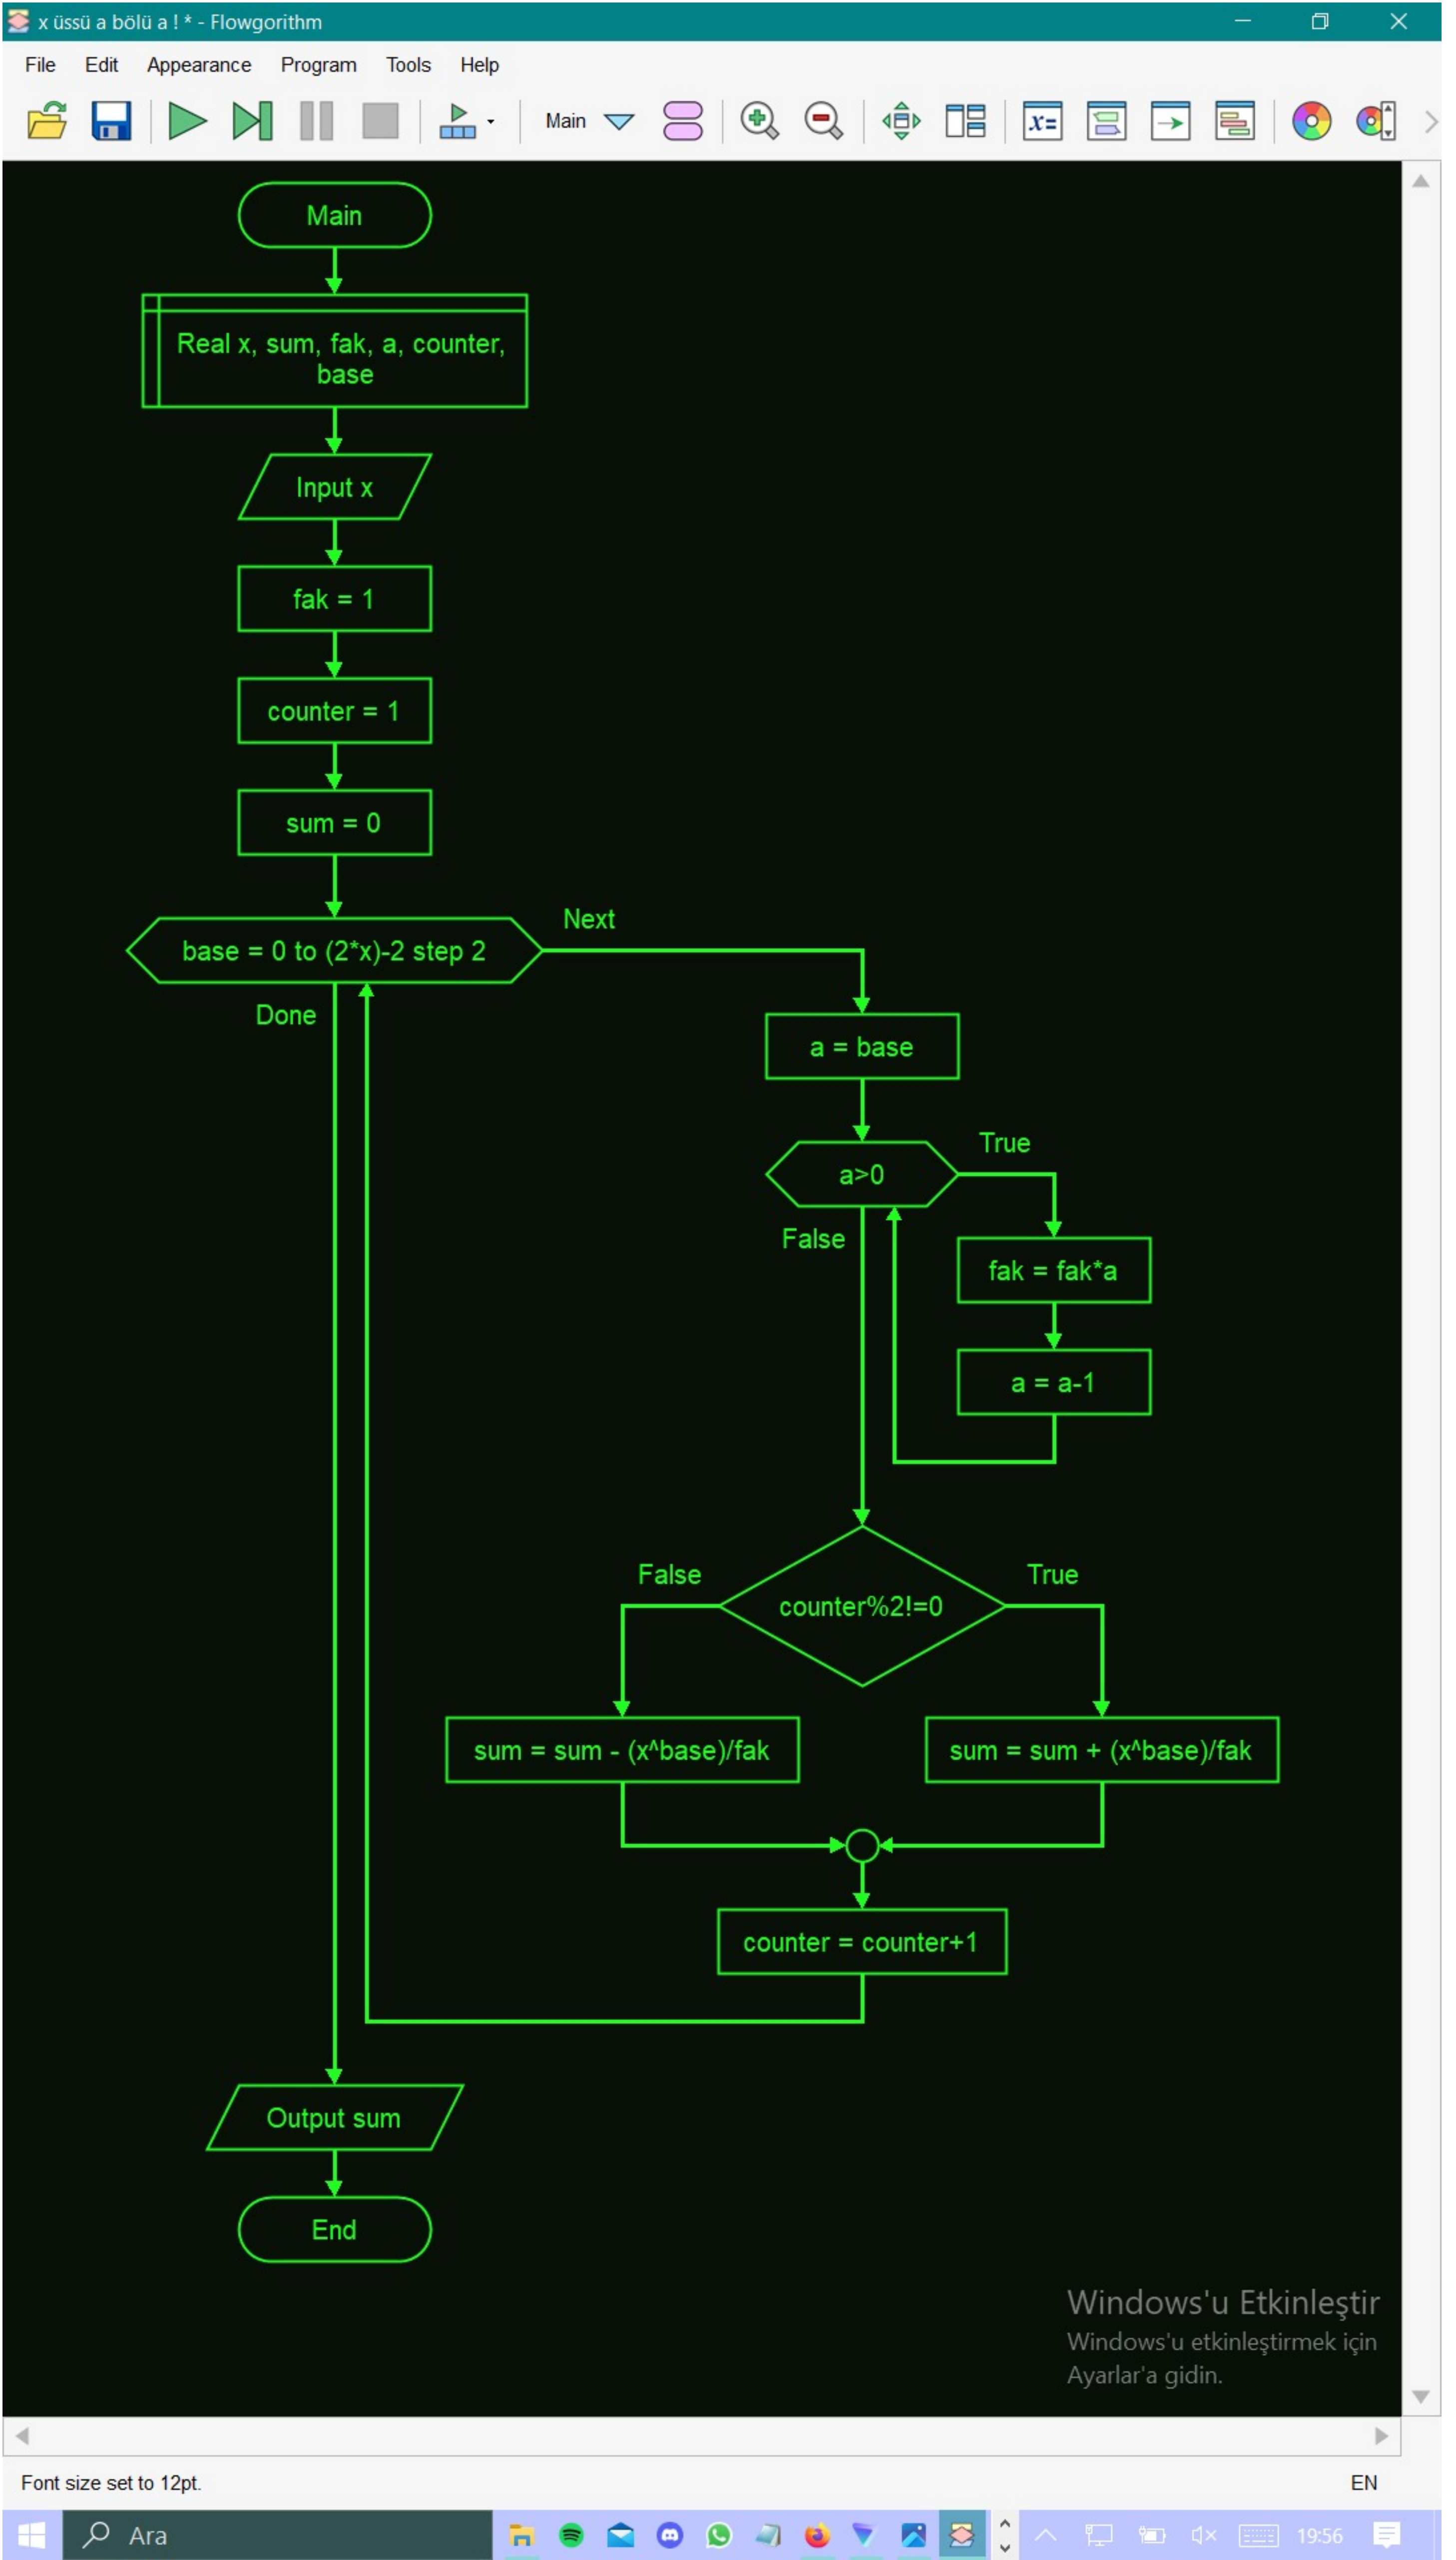 x üssü a bölü a ! * - Flowgorithm
File Edit Appearance Program Tools Help
Main
x=
Main
Real x, sum, fak, a, counter,
base
Input x
fak = 1
counter = 1
sum = 0
Next
base = 0 to (2*x)-2 step 2
Done
a = base
True
a>0
False
fak = fak*a
a = a-1
False
True
counter%2!=0
sum = sum - (x^base)/fak
sum = sum + (x^base)/fak
counter = counter+1
Output sum
End
Windows'u Etkinleştir
Windows'u etkinleştirmek için
Ayarlar'a gidin.
Font size set to 12pt.
EN
Ara
19:56